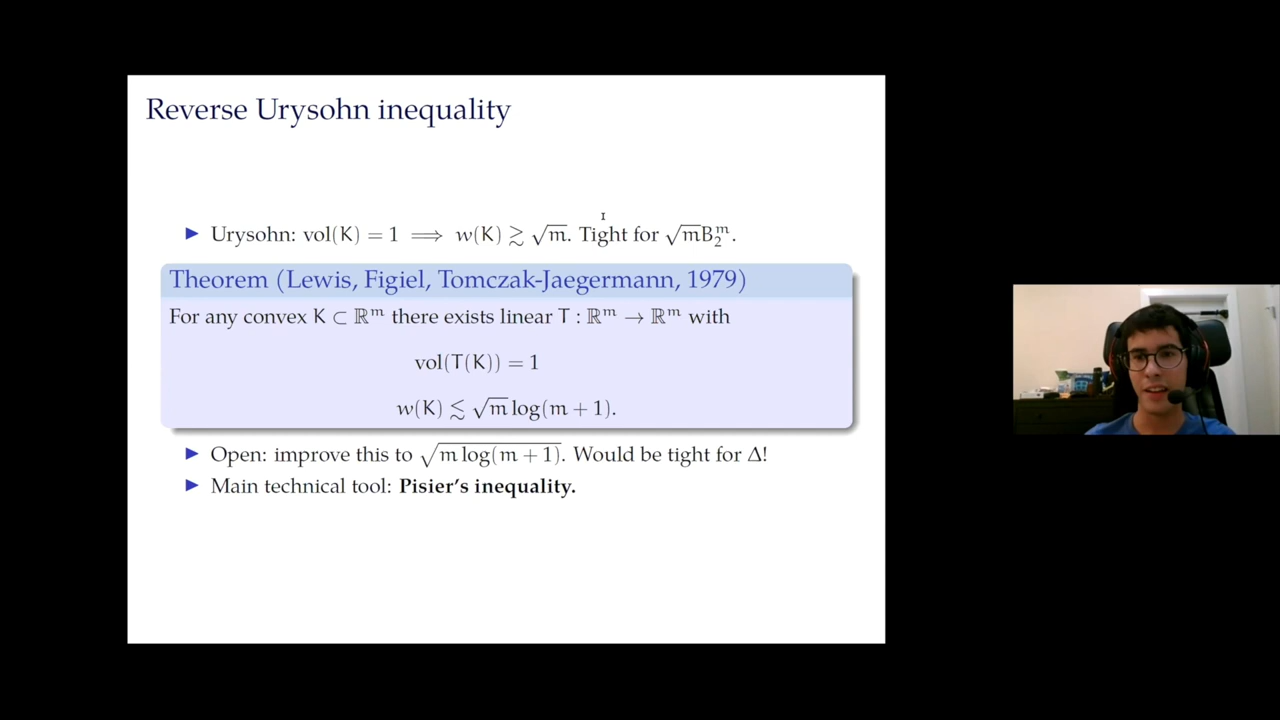 Reverse Urysohn inequality
▶ Urysohn: vol(K) = 1 ⟹ w(K) ≳ √m. Tight for √mB₂ᵐ.
Theorem (Lewis, Figiel, Tomczak-Jaegermann, 1979)
For any convex K ⊂ ℝᵐ there exists linear T : ℝᵐ → ℝᵐ with
vol(T(K)) = 1
w(K) ≲ √m log(m + 1).
▶ Open: improve this to √(m log(m + 1)). Would be tight for Δ!
▶ Main technical tool: Pisier's inequality.